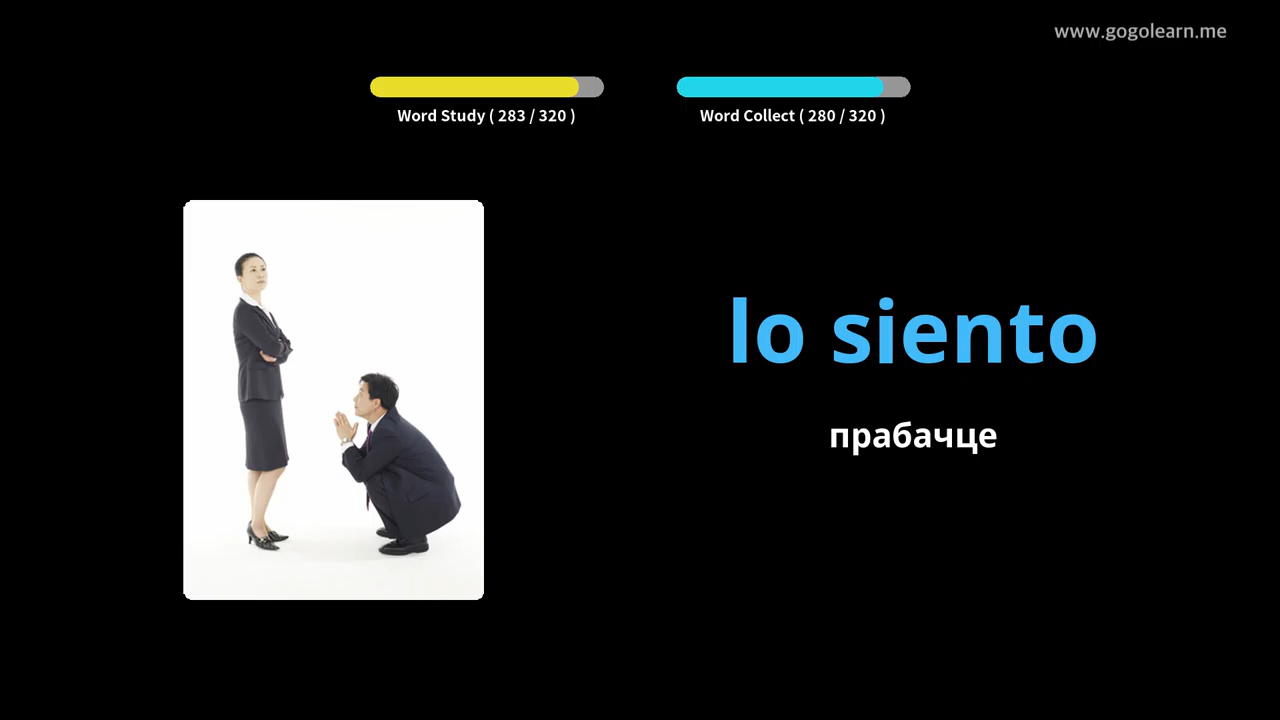 www.gogolearn.me
Word Study ( 283 / 320 )
Word Collect ( 280 / 320 )
lo siento
прабачце